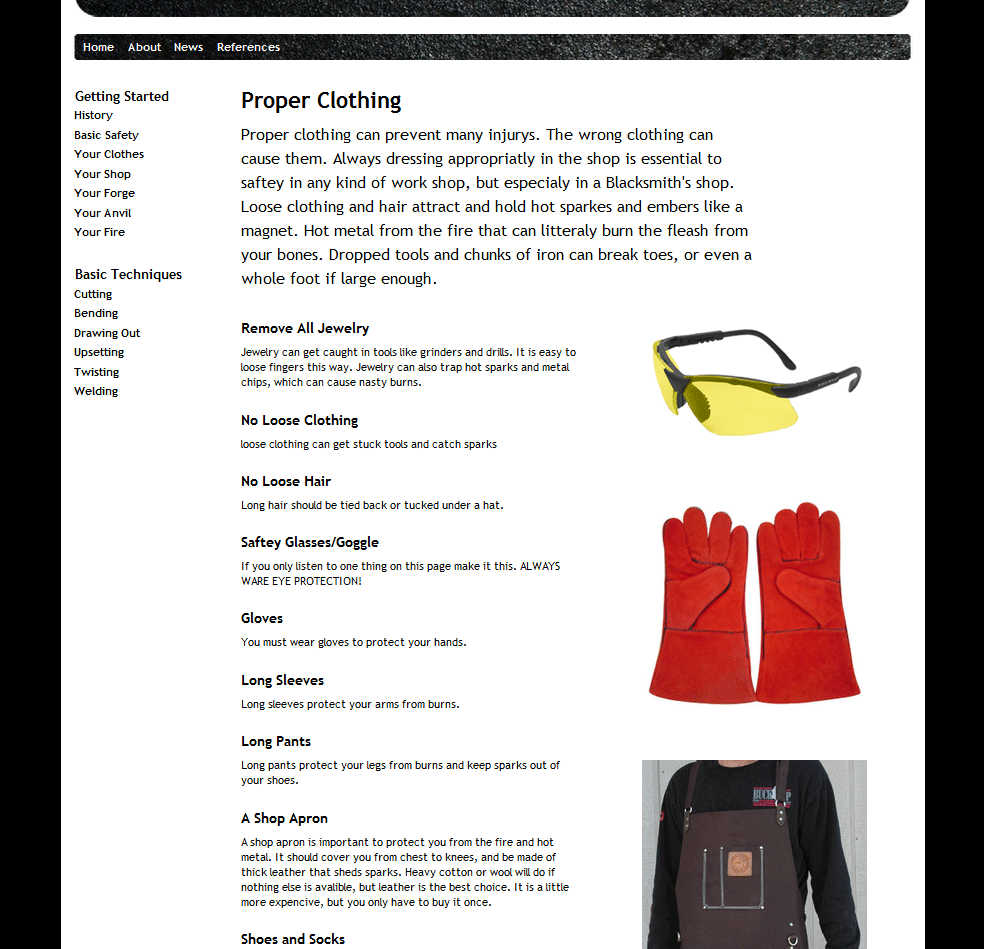 Home About News References
Getting Started
History
Basic Safety
Your Clothes
Your Shop
Your Forge
Your Anvil
Your Fire
Basic Techniques
Cutting
Bending
Drawing Out
Upsetting
Twisting
Welding
Proper Clothing
Proper clothing can prevent many injurys. The wrong clothing can
cause them. Always dressing appropriatly in the shop is essential to
saftey in any kind of work shop, but especialy in a Blacksmith's shop.
Loose clothing and hair attract and hold hot sparkes and embers like a
magnet. Hot metal from the fire that can litteraly burn the fleash from
your bones. Dropped tools and chunks of iron can break toes, or even a
whole foot if large enough.
Remove All Jewelry
Jewelry can get caught in tools like grinders and drills. It is easy to
loose fingers this way. Jewelry can also trap hot sparks and metal
chips, which can cause nasty burns.
No Loose Clothing
loose clothing can get stuck tools and catch sparks
No Loose Hair
Long hair should be tied back or tucked under a hat.
Saftey Glasses/Goggle
If you only listen to one thing on this page make it this. ALWAYS
WARE EYE PROTECTION!
Gloves
You must wear gloves to protect your hands.
Long Sleeves
Long sleeves protect your arms from burns.
Long Pants
Long pants protect your legs from burns and keep sparks out of
your shoes.
A Shop Apron
A shop apron is important to protect you from the fire and hot
metal. It should cover you from chest to knees, and be made of
thick leather that sheds sparks. Heavy cotton or wool will do if
nothing else is avalible, but leather is the best choice. It is a little
more expencive, but you only have to buy it once.
Shoes and Socks